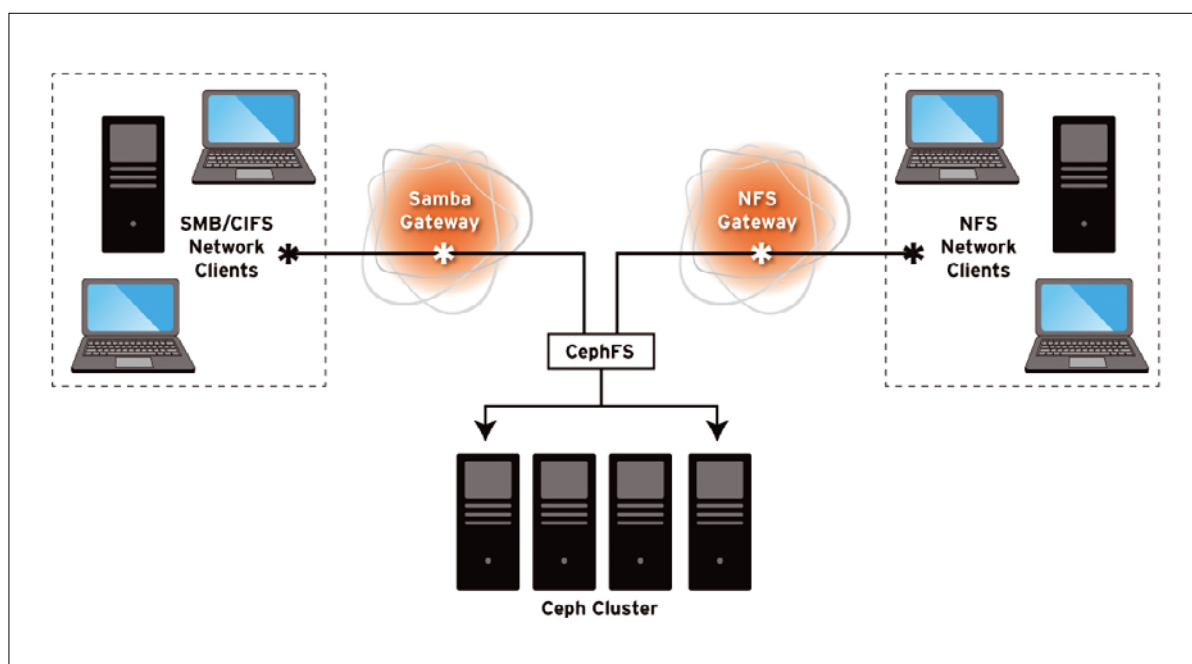 SMB/CIFS
Network
Clients
Samba
Gateway
NFS
Gateway
NFS
Network
Clients
CephFS
Ceph Cluster